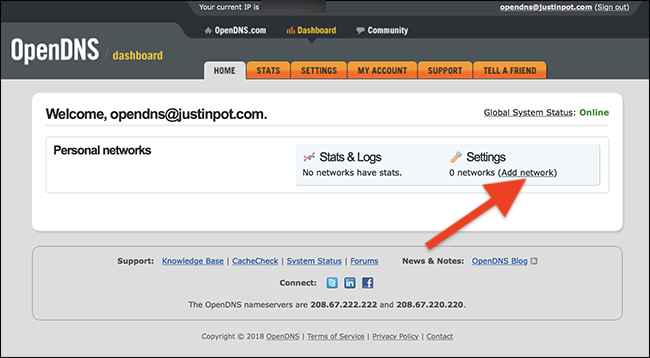 Your current IP is
opendns@justinpot.com (Sign out)
OpenDNS.com Dashboard Community
OpenDNS / dashboard
HOME STATS SETTINGS MY ACCOUNT SUPPORT TELL A FRIEND
Welcome, opendns@justinpot.com.
Global System Status: Online
Personal networks
Stats & Logs
No networks have stats.
Settings
0 networks (Add network)
Support: Knowledge Base | CacheCheck | System Status | Forums
News & Notes: OpenDNS Blog
Connect:
The OpenDNS nameservers are 208.67.222.222 and 208.67.220.220.
Copyright © 2018 OpenDNS | Terms of Service | Privacy Policy | Contact